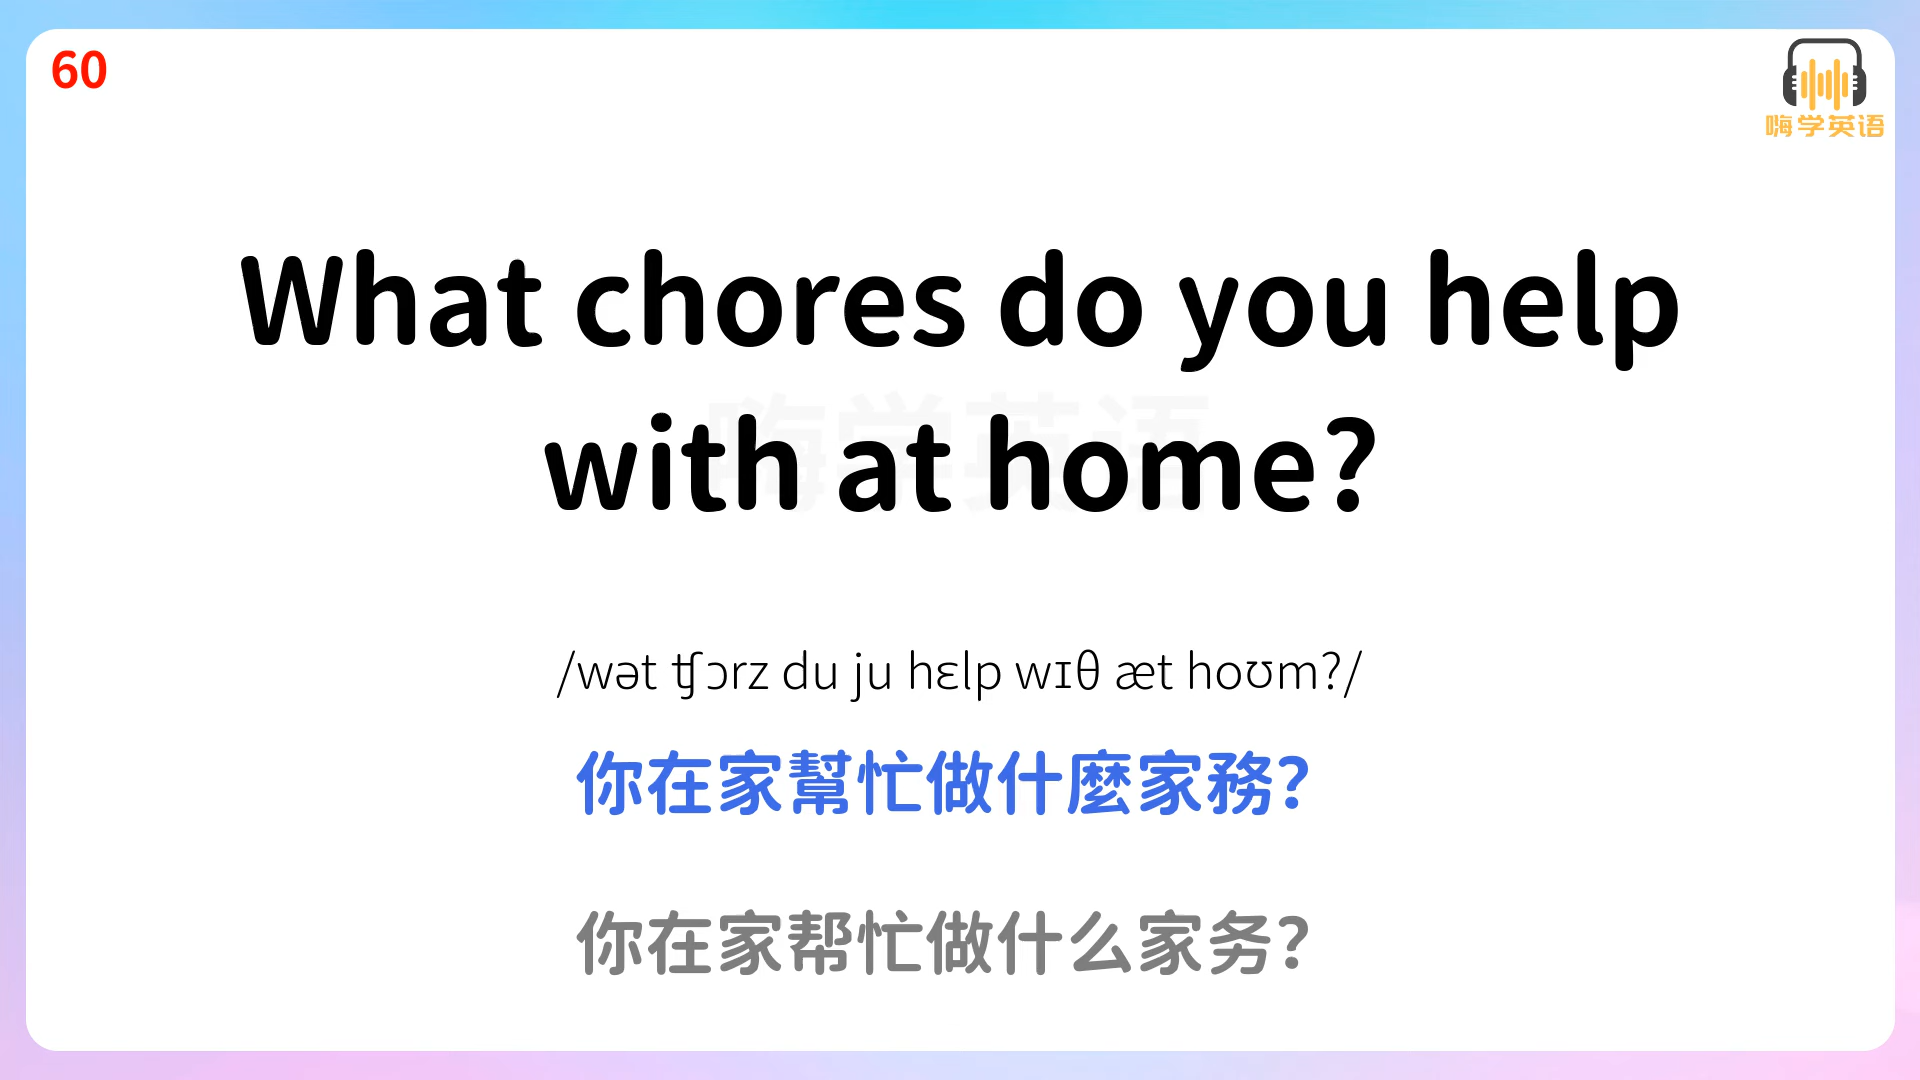 60
嗨学英语
What chores do you help
with at home?
/wət ʧɔrz du ju hɛlp wɪθ æt hoʊm?/
你在家幫忙做什麼家務？
你在家帮忙做什么家务？